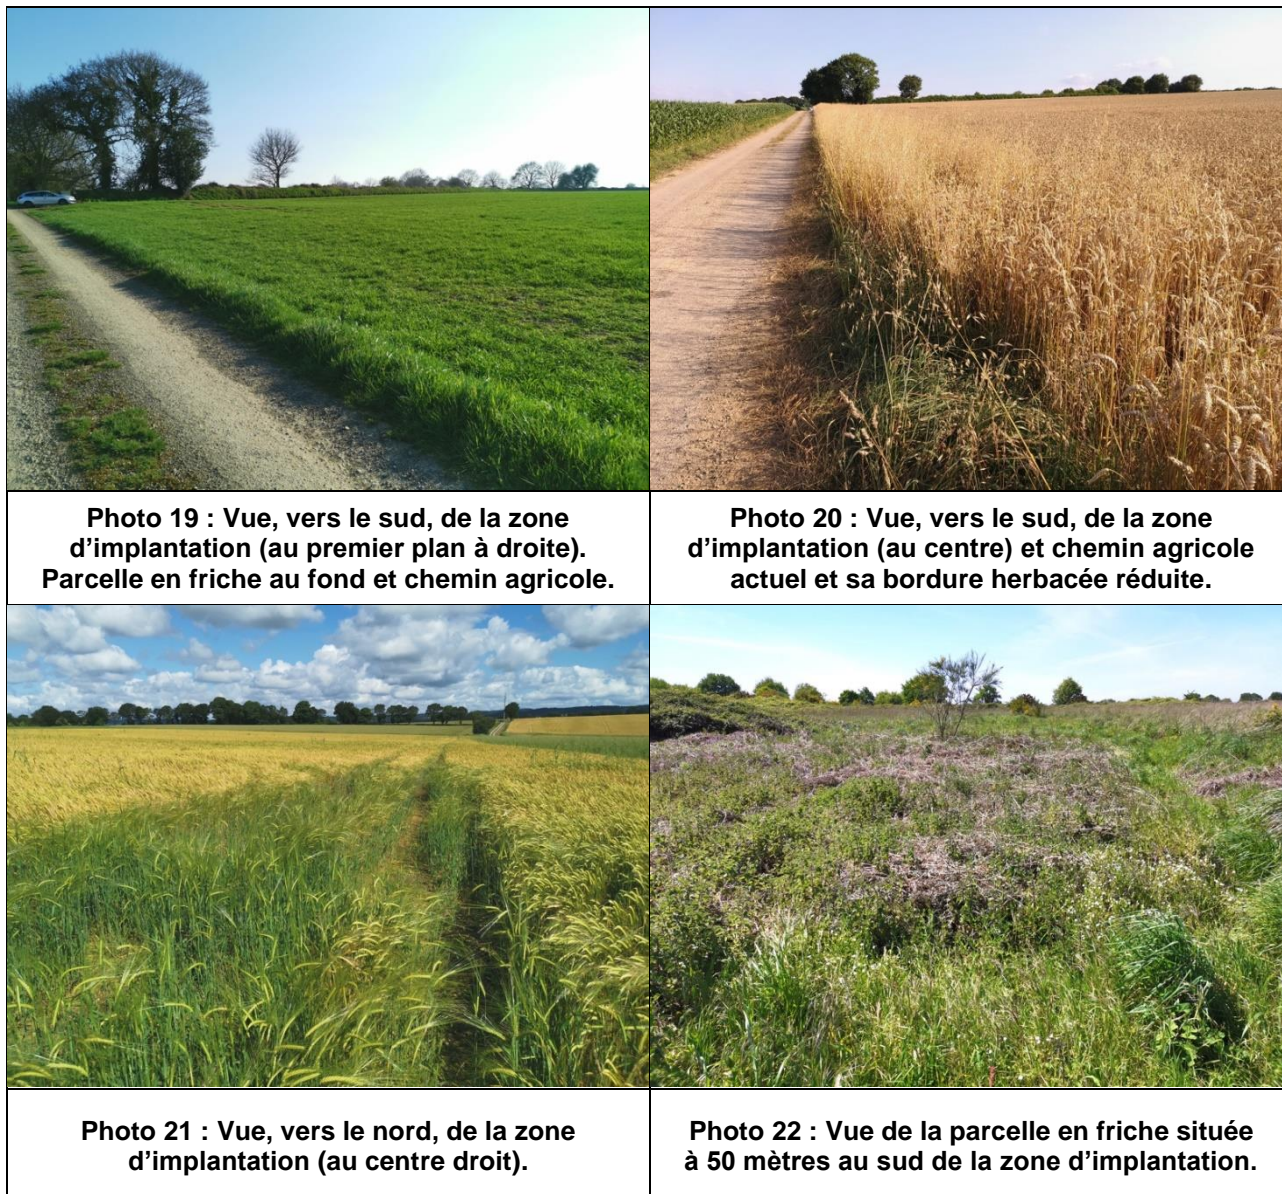 Photo 19 : Vue, vers le sud, de la zone
d’implantation (au premier plan à droite).
Parcelle en friche au fond et chemin agricole.
Photo 20 : Vue, vers le sud, de la zone
d’implantation (au centre) et chemin agricole
actuel et sa bordure herbacée réduite.
Photo 21 : Vue, vers le nord, de la zone
d’implantation (au centre droit).
Photo 22 : Vue de la parcelle en friche située
à 50 mètres au sud de la zone d’implantation.